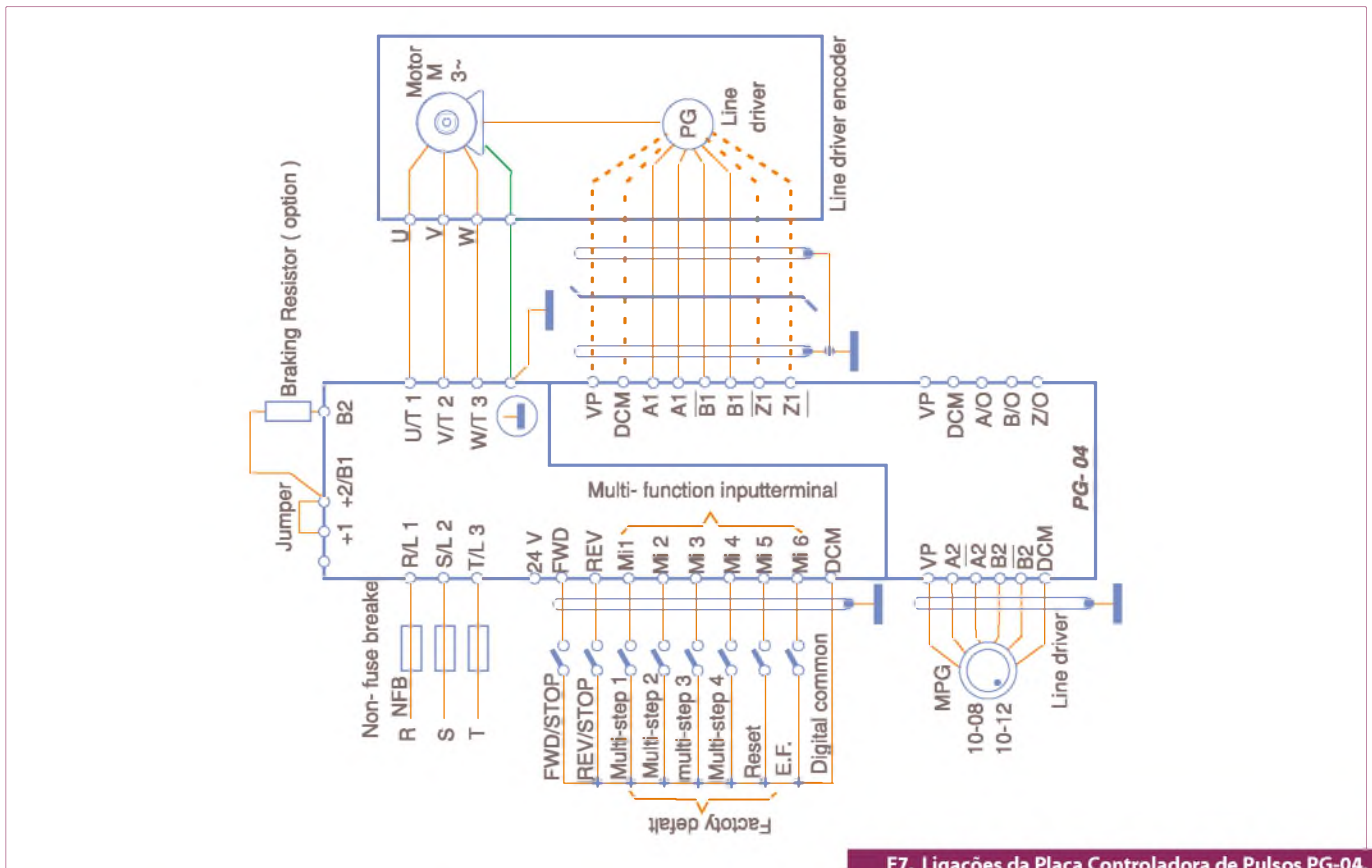 Braking Resistor ( option )
Jumper
+1
+2/B1
B2
Non- fuse breake
NFB
R
S
T
R/L 1
S/L 2
T/L 3
U/T 1
V/T 2
W/T 3
U
V
W
Motor
M
3~
PG
Line
driver
Line driver encoder
VP
DCM
A1
A1
B1
B1
Z1
Z1
24 V
FWD
REV
Mi1
Mi 2
Mi 3
Mi 4
Mi 5
Mi 6
DCM
Multi- function inputterminal
FWD/STOP
REV/STOP
Multi-step 1
Multi-step 2
multi-step 3
Multi-step 4
Reset
E.F.
Digital common
Factoty defalt
VP
DCM
A/O
B/O
Z/O
PG- 04
VP
A2
A2
B2
B2
DCM
MPG
10-08
10-12
Line driver
F7. Ligações da Placa Controladora de Pulsos PG-04